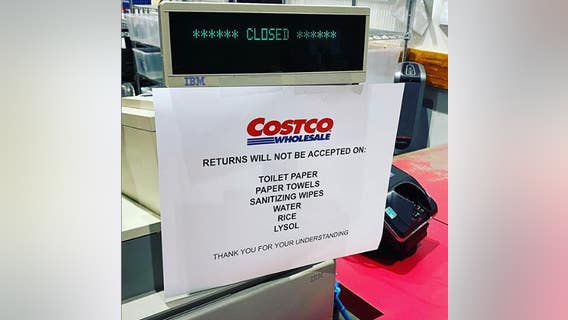 ****** CLOSED ******
IBM
COSTCO
WHOLESALE
RETURNS WILL NOT BE ACCEPTED ON:
TOILET PAPER
PAPER TOWELS
SANITIZING WIPES
WATER
RICE
LYSOL
THANK YOU FOR YOUR UNDERSTANDING
IBM